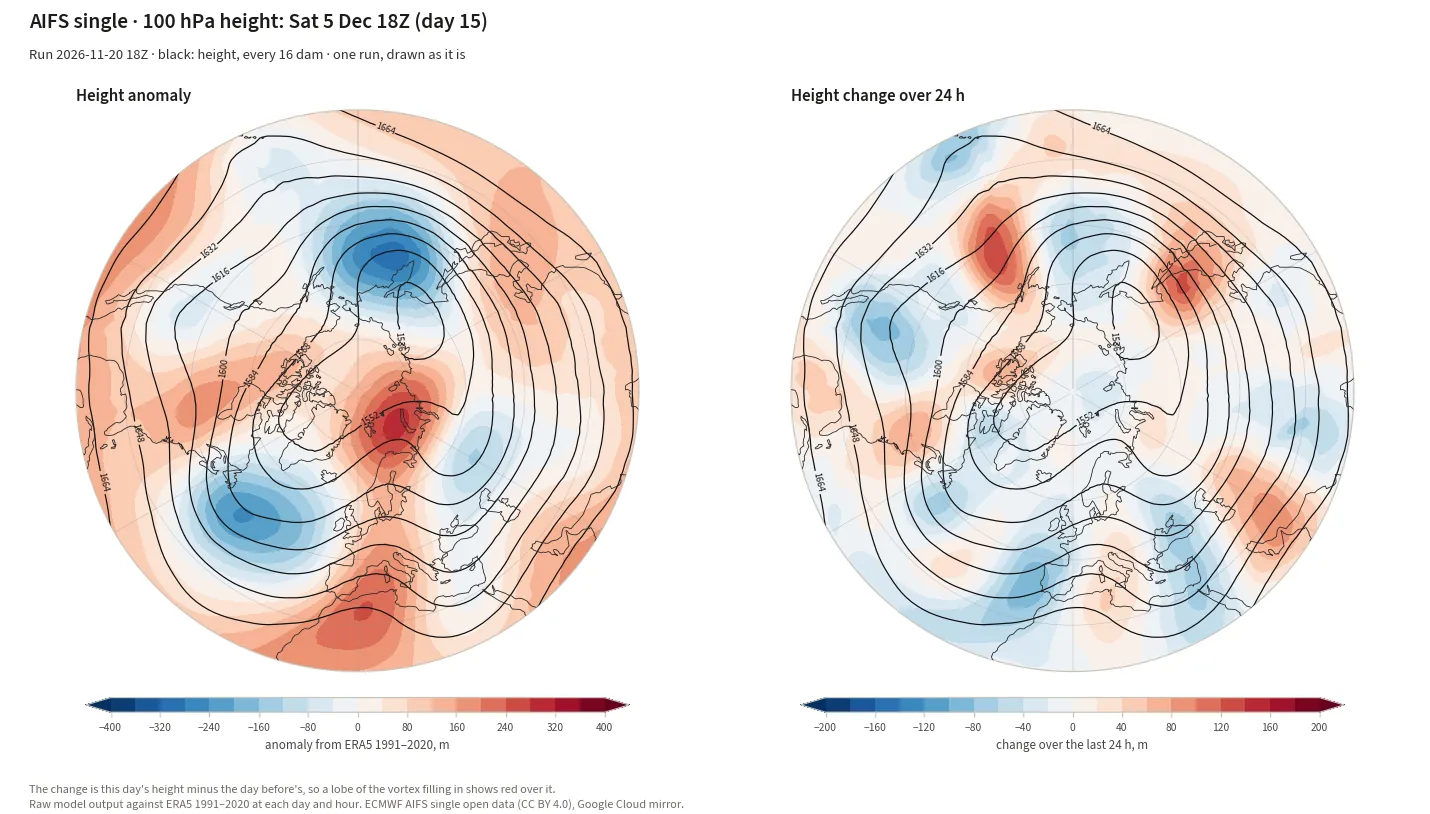 AIFS single · 100 hPa height: Sat 5 Dec 18Z (day 15)
Run 2026-11-20 18Z · black: height, every 16 dam · one run, drawn as it is
Height anomaly
Height change over 24 h
1664
1632
1616
1600
1584
1648
1664
1536
1552
1664
1632
1616
1600
1584
1648
1664
1536
1552
−400 −320 −240 −160 −80 0 80 160 240 320 400
anomaly from ERA5 1991–2020, m
−200 −160 −120 −80 −40 0 40 80 120 160 200
change over the last 24 h, m
The change is this day's height minus the day before's, so a lobe of the vortex filling in shows red over it.
Raw model output against ERA5 1991–2020 at each day and hour. ECMWF AIFS single open data (CC BY 4.0), Google Cloud mirror.